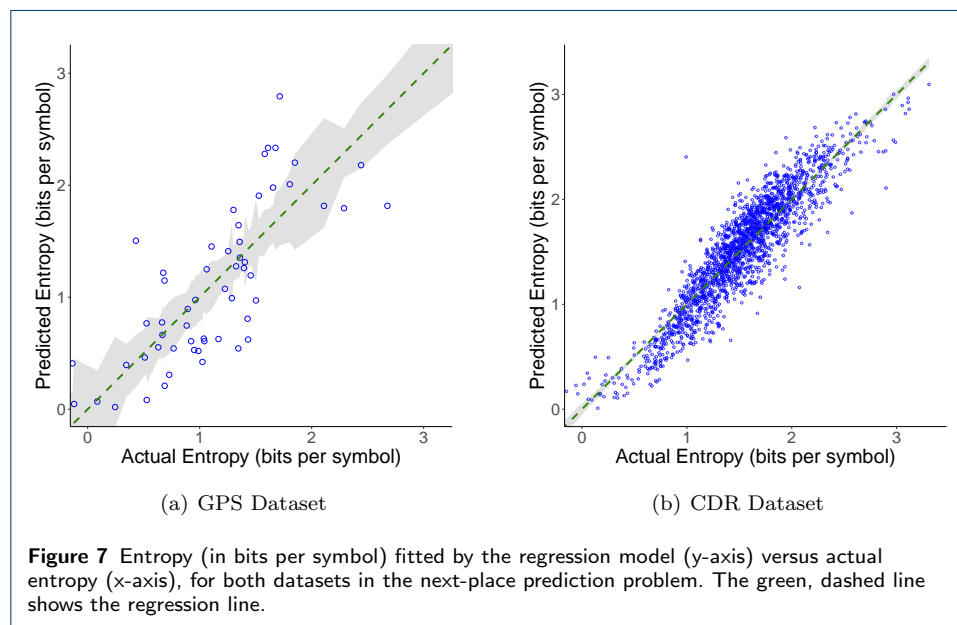 3
2
1
0
Predicted Entropy (bits per symbol)
0 1 2 3
Actual Entropy (bits per symbol)
(a) GPS Dataset
3
2
1
0
Predicted Entropy (bits per symbol)
0 1 2 3
Actual Entropy (bits per symbol)
(b) CDR Dataset
Figure 7 Entropy (in bits per symbol) fitted by the regression model (y-axis) versus actual
entropy (x-axis), for both datasets in the next-place prediction problem. The green, dashed line
shows the regression line.